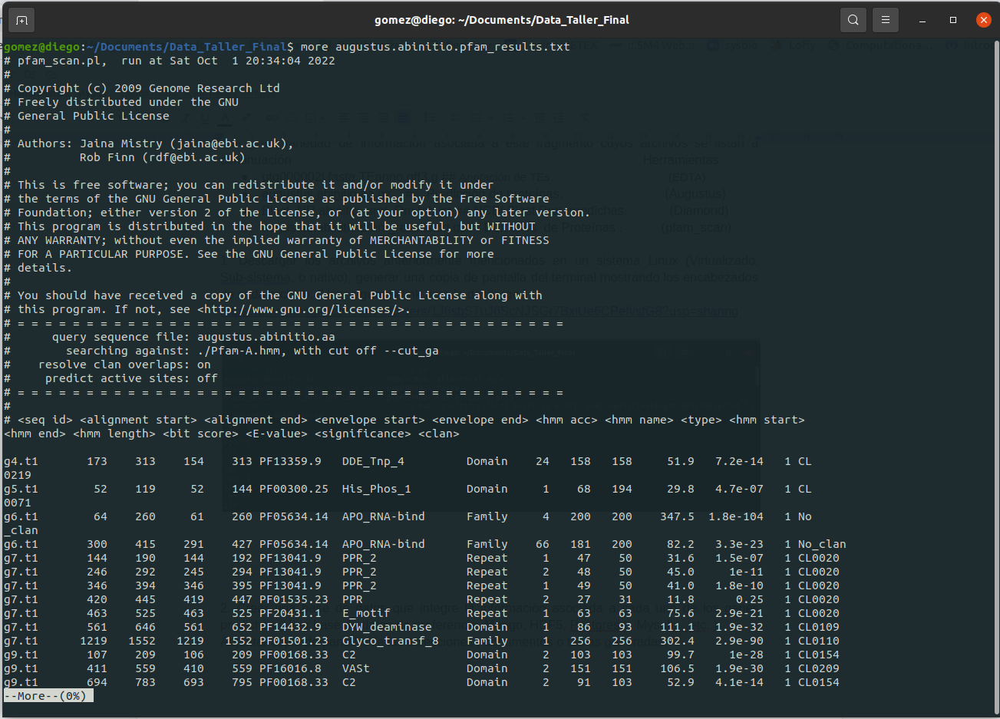 gomez@diego: ~/Documents/Data_Taller_Final
gomez@diego:~/Documents/Data_Taller_Final$ more augustus.abinitio.pfam_results.txt
# pfam_scan.pl,  run at Sat Oct  1 20:34:04 2022
#
# Copyright (c) 2009 Genome Research Ltd
# Freely distributed under the GNU
# General Public License
#
# Authors: Jaina Mistry (jaina@ebi.ac.uk),
#          Rob Finn (rdf@ebi.ac.uk)
#
# This is free software; you can redistribute it and/or modify it under
# the terms of the GNU General Public License as published by the Free Software
# Foundation; either version 2 of the License, or (at your option) any later version.
# This program is distributed in the hope that it will be useful, but WITHOUT
# ANY WARRANTY; without even the implied warranty of MERCHANTABILITY or FITNESS
# FOR A PARTICULAR PURPOSE. See the GNU General Public License for more
# details.
#
# You should have received a copy of the GNU General Public License along with
# this program. If not, see <http://www.gnu.org/licenses/>.
# = = = = = = = = = = = = = = = = = = = = = = = = = = = = = = = = = = = = = = = =
#      query sequence file: augustus.abinitio.aa
#        searching against: ./Pfam-A.hmm, with cut off --cut_ga
#    resolve clan overlaps: on
#     predict active sites: off
# = = = = = = = = = = = = = = = = = = = = = = = = = = = = = = = = = = = = = = = =
#
# <seq id> <alignment start> <alignment end> <envelope start> <envelope end> <hmm acc> <hmm name> <type> <hmm start>
<hmm end> <hmm length> <bit score> <E-value> <significance> <clan>
g4.t1       173    313    154    313 PF13359.9   DDE_Tnp_4         Domain    24   158   158     51.9   7.2e-14   1 CL
0219
g5.t1        52    119     52    144 PF00300.25  His_Phos_1        Domain     1    68   194     29.8   4.7e-07   1 CL
0071
g6.t1        64    260     61    260 PF05634.14  APO_RNA-bind      Family     4   200   200    347.5  1.8e-104   1 No
_clan
g6.t1       300    415    291    427 PF05634.14  APO_RNA-bind      Family    66   181   200     82.2   3.3e-23   1 No_clan
g7.t1       144    190    144    192 PF13041.9   PPR_2             Repeat     1    47    50     31.6   1.5e-07   1 CL0020
g7.t1       246    292    245    294 PF13041.9   PPR_2             Repeat     2    48    50     45.0     1e-11   1 CL0020
g7.t1       346    394    346    395 PF13041.9   PPR_2             Repeat     1    49    50     41.0   1.8e-10   1 CL0020
g7.t1       420    445    419    447 PF01535.23  PPR               Repeat     2    27    31     11.8      0.25   1 CL0020
g7.t1       463    525    463    525 PF20431.1   E_motif           Repeat     1    63    63     75.6   2.9e-21   1 CL0020
g7.t1       561    646    561    652 PF14432.9   DYW_deaminase     Domain     1    86    93    111.1   1.9e-32   1 CL0109
g7.t1      1219   1552   1219   1552 PF01501.23  Glyco_transf_8    Family     1   256   256    302.4   2.9e-90   1 CL0110
g9.t1       107    209    106    209 PF00168.33  C2                Domain     2   103   103     99.7     1e-28   1 CL0154
g9.t1       411    559    410    559 PF16016.8   VASt              Domain     2   151   151    106.5   1.9e-30   1 CL0209
g9.t1       694    783    693    795 PF00168.33  C2                Domain     2    91   103     52.9   4.1e-14   1 CL0154
--More--(0%)